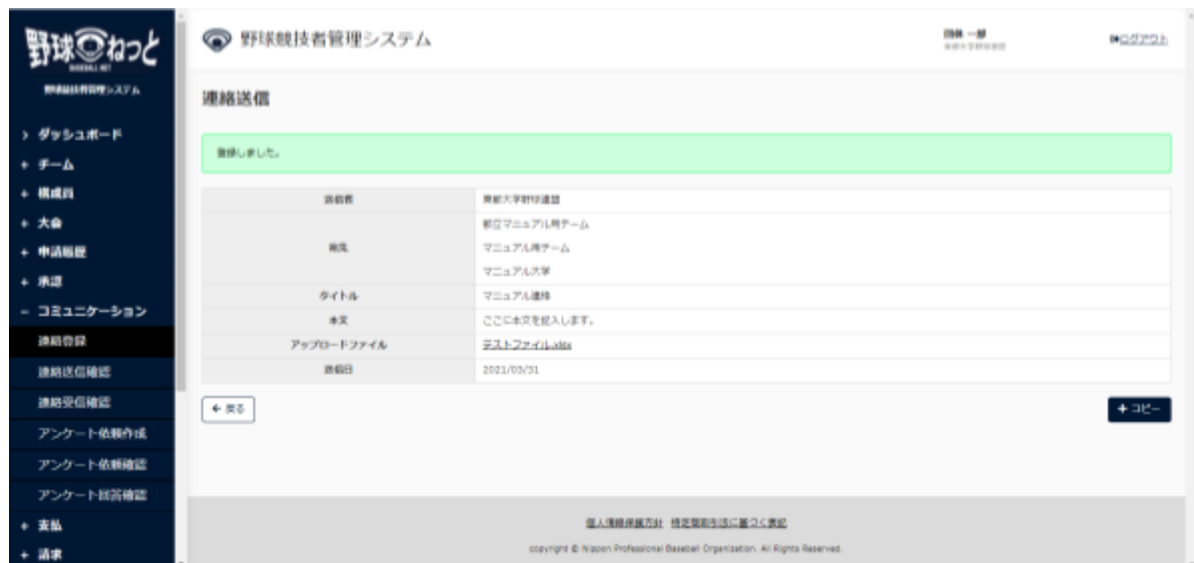 野球ねっと
BASEBALL NET
野球競技者管理システム
野球競技者管理システム
団体 一郎
東都大学野球連盟
ログアウト
連絡送信
> ダッシュボード
+ チーム
+ 構成員
+ 大会
+ 申請履歴
+ 承認
- コミュニケーション
連絡登録
連絡送信確認
連絡受信確認
アンケート依頼作成
アンケート依頼確認
アンケート回答確認
+ 支払
+ 請求
登録しました。
送信者
東都大学野球連盟
宛先
都立マニュアル用チーム
マニュアル用チーム
マニュアル大学
タイトル
マニュアル連絡
本文
ここに本文を記入します。
アップロードファイル
テストファイル.xlsx
送信日
2021/03/31
← 戻る
+ コピー
個人情報保護方針 特定商取引法に基づく表記
copyright © Nippon Professional Baseball Organization. All Rights Reserved.